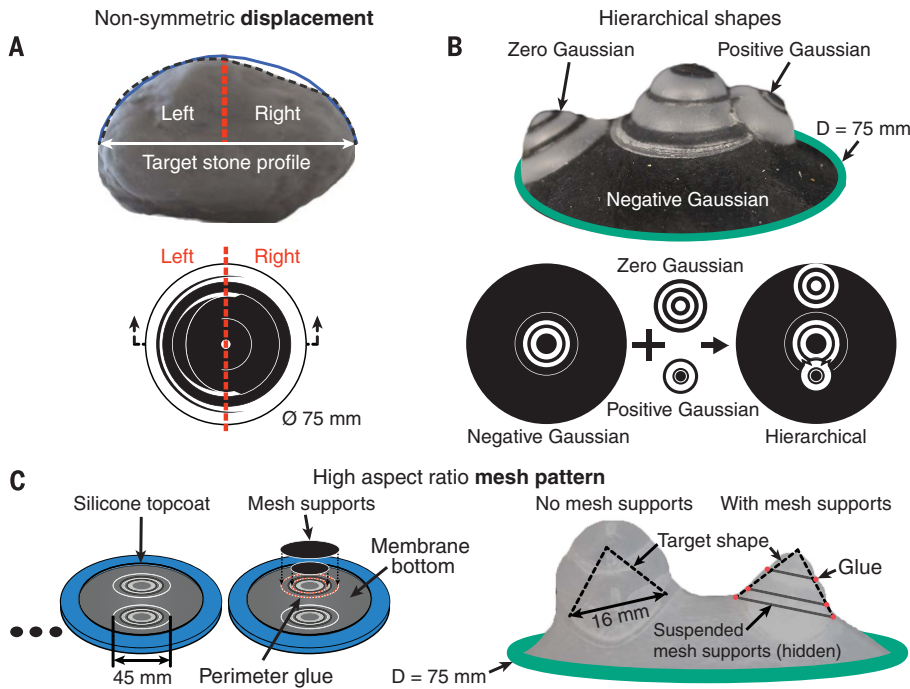 Non-symmetric displacement
A
Left
Right
Target stone profile
Left
Right
Ø 75 mm
Hierarchical shapes
B
Zero Gaussian
Positive Gaussian
D = 75 mm
Negative Gaussian
Zero Gaussian
Positive Gaussian
Negative Gaussian
Hierarchical
High aspect ratio mesh pattern
C
Silicone topcoat
Mesh supports
Membrane
bottom
45 mm
Perimeter glue
No mesh supports
With mesh supports
Target shape
Glue
16 mm
Suspended
mesh supports (hidden)
D = 75 mm